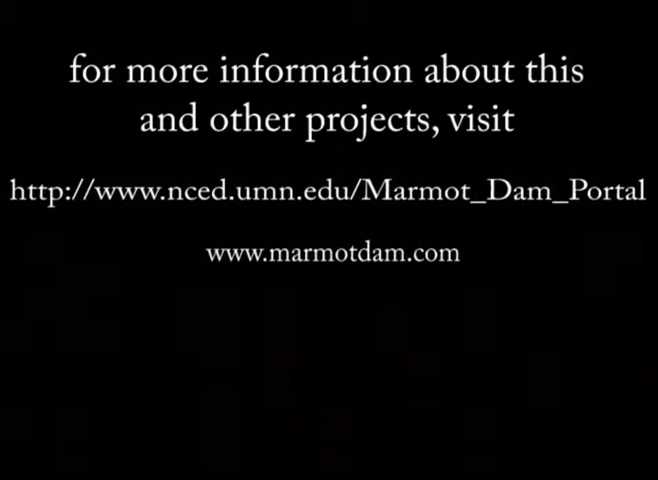 for more information about this
and other projects, visit
http://www.nced.umn.edu/Marmot_Dam_Portal
www.marmotdam.com